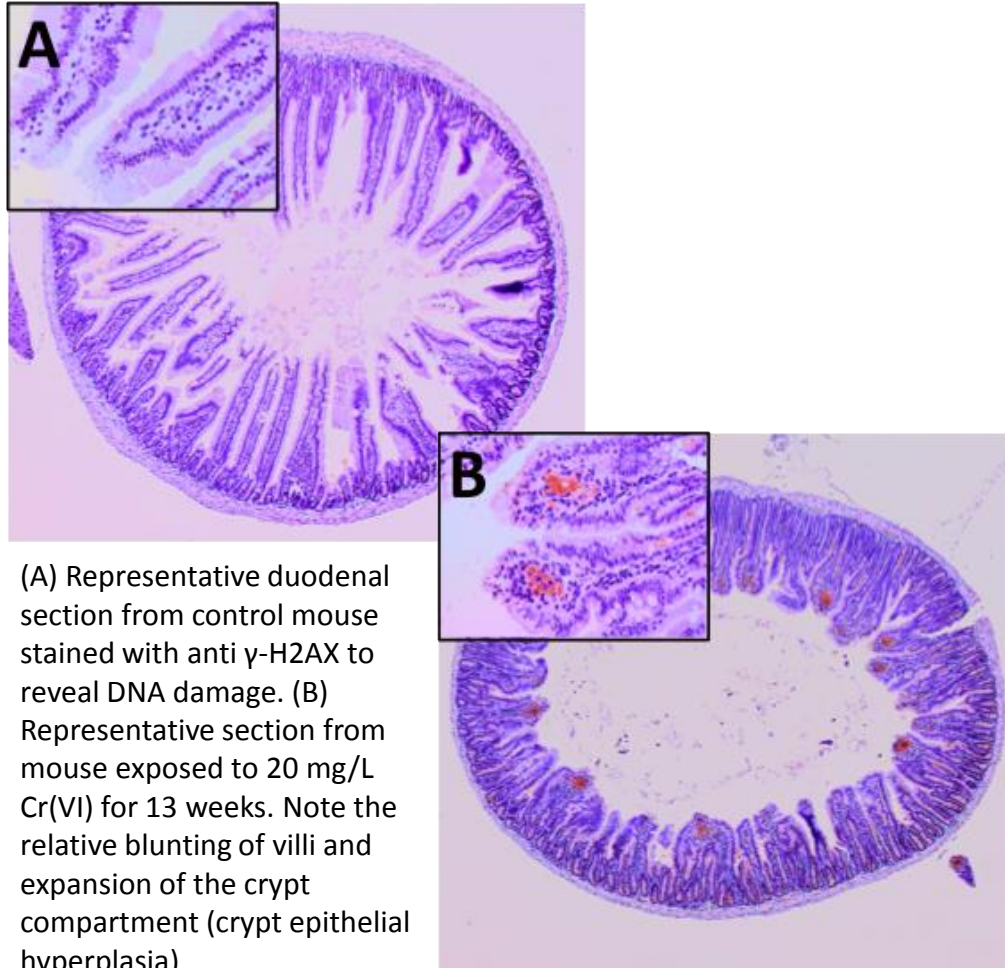 A
B
(A) Representative duodenal
section from control mouse
stained with anti γ-H2AX to
reveal DNA damage. (B)
Representative section from
mouse exposed to 20 mg/L
Cr(VI) for 13 weeks. Note the
relative blunting of villi and
expansion of the crypt
compartment (crypt epithelial
hyperplasia)